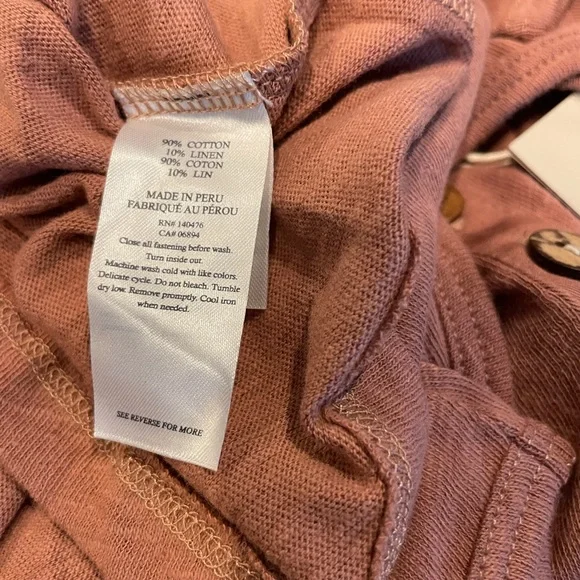 90% COTTON
10% LINEN
90% COTON
10% LIN
MADE IN PERU
FABRIQUÉ AU PÉROU
RN# 140476
CA# 06894
Close all fastening before wash.
Turn inside out.
Machine wash cold with like colors.
Delicate cycle. Do not bleach. Tumble
dry low. Remove promptly. Cool iron
when needed.
SEE REVERSE FOR MORE